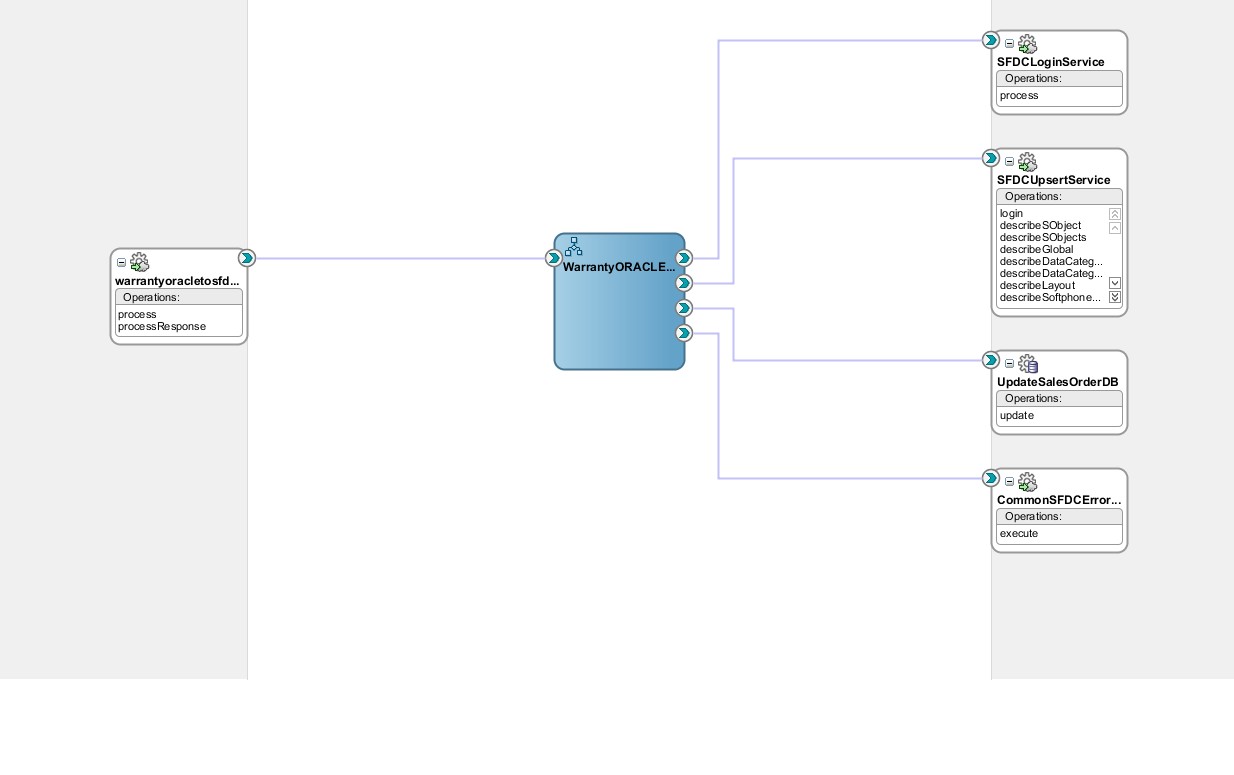 warrantyoracletosfd...
Operations:
process
processResponse
WarrantyORACLE...
SFDCLoginService
Operations:
process
SFDCUpsertService
Operations:
login
describeSObject
describeSObjects
describeGlobal
describeDataCateg...
describeDataCateg...
describeLayout
describeSoftphone...
UpdateSalesOrderDB
Operations:
update
CommonSFDCError...
Operations:
execute